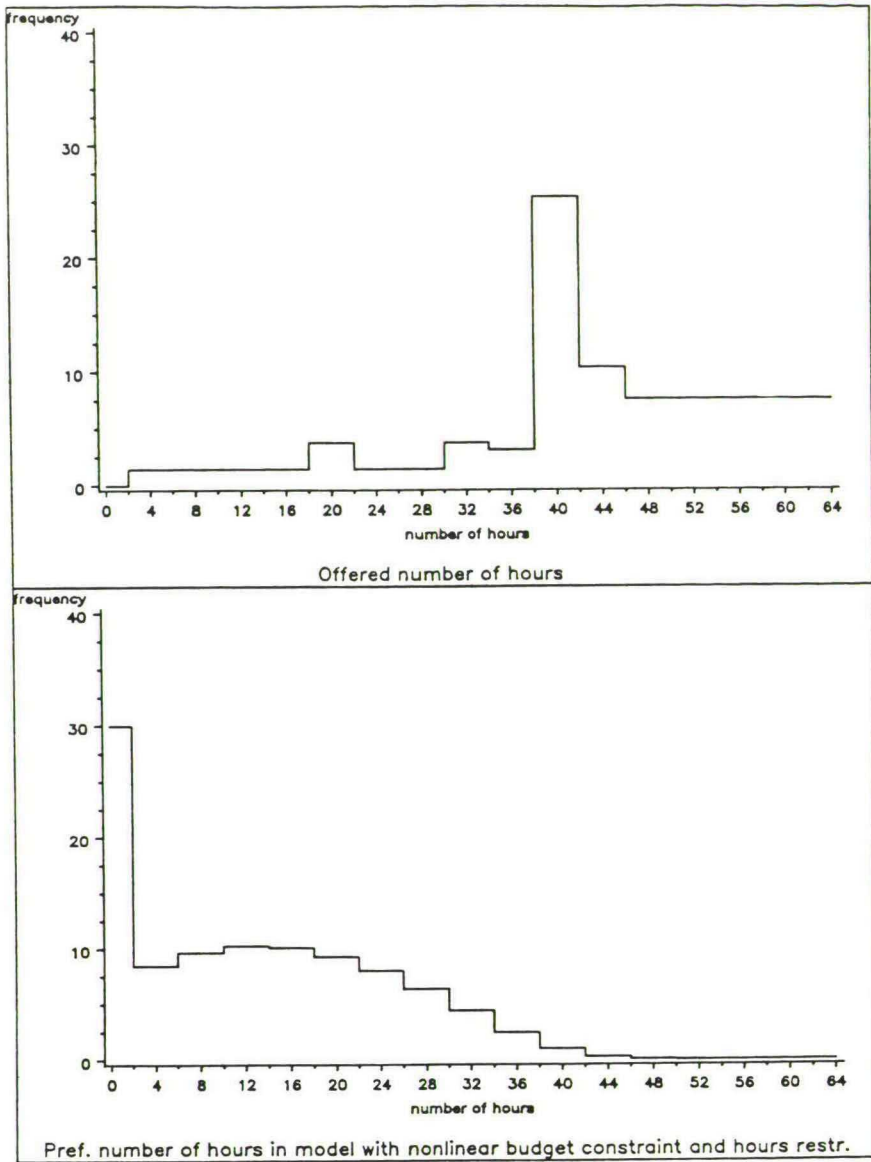 frequency
40
30
20
10
0
0 4 8 12 16 20 24 28 32 36 40 44 48 52 56 60 64
number of hours
Offered number of hours
frequency
40
30
20
10
0
0 4 8 12 16 20 24 28 32 36 40 44 48 52 56 60 64
number of hours
Pref. number of hours in model with nonlinear budget constraint and hours restr.